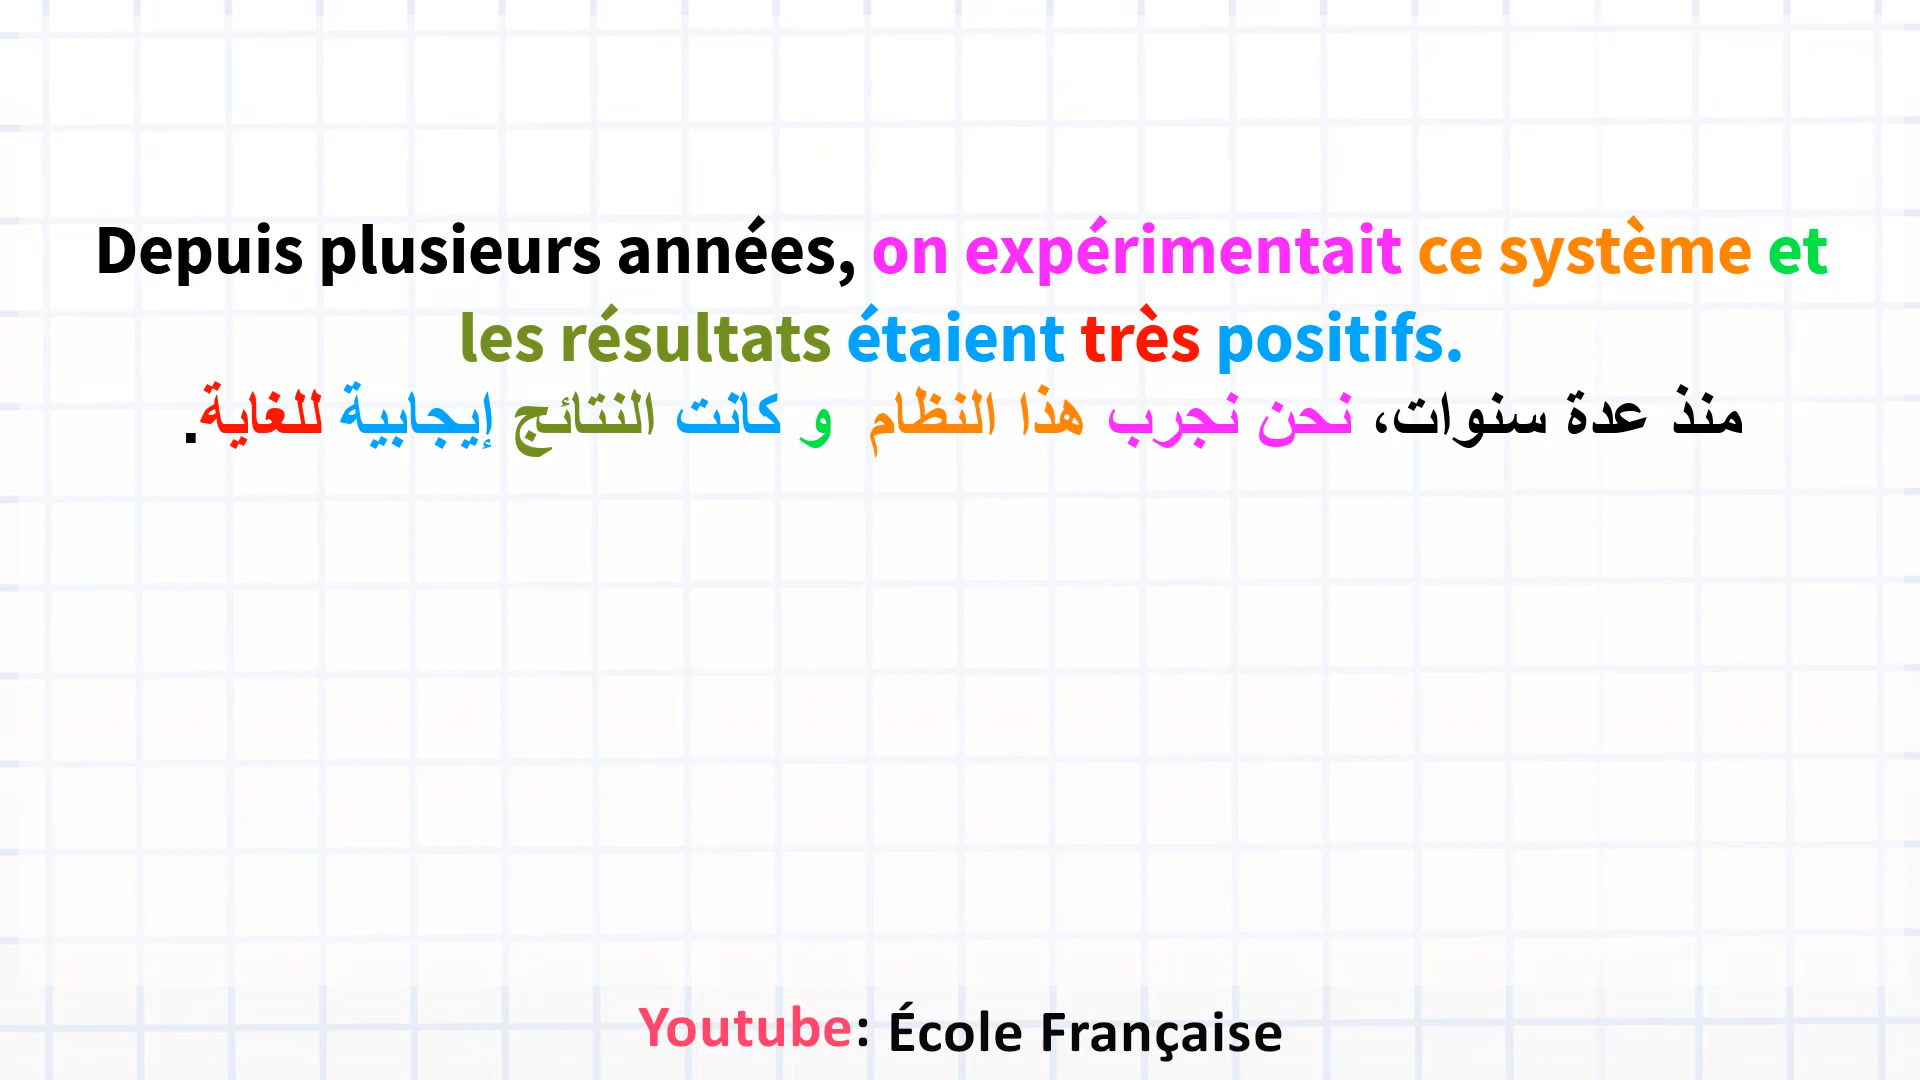 Depuis plusieurs années, on expérimentait ce système et
les résultats étaient très positifs.
منذ عدة سنوات، نحن نجرب هذا النظام و كانت النتائج إيجابية للغاية.
Youtube: École Française